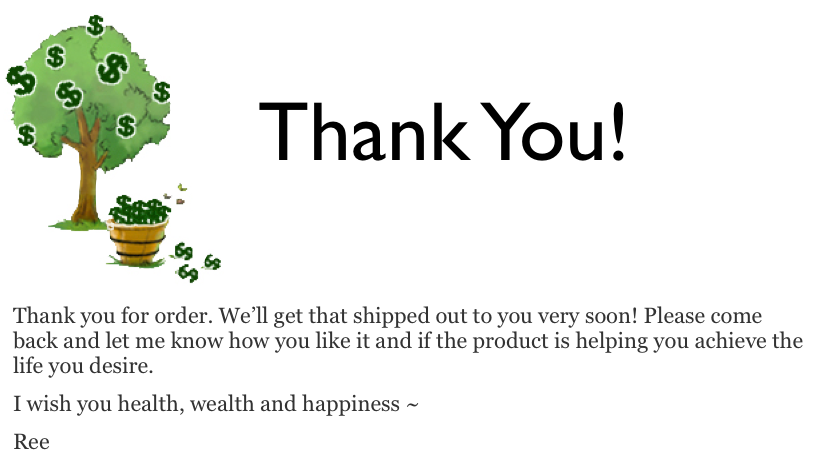 Thank You!
Thank you for order. We’ll get that shipped out to you very soon! Please come
back and let me know how you like it and if the product is helping you achieve the
life you desire.
I wish you health, wealth and happiness ~
Ree